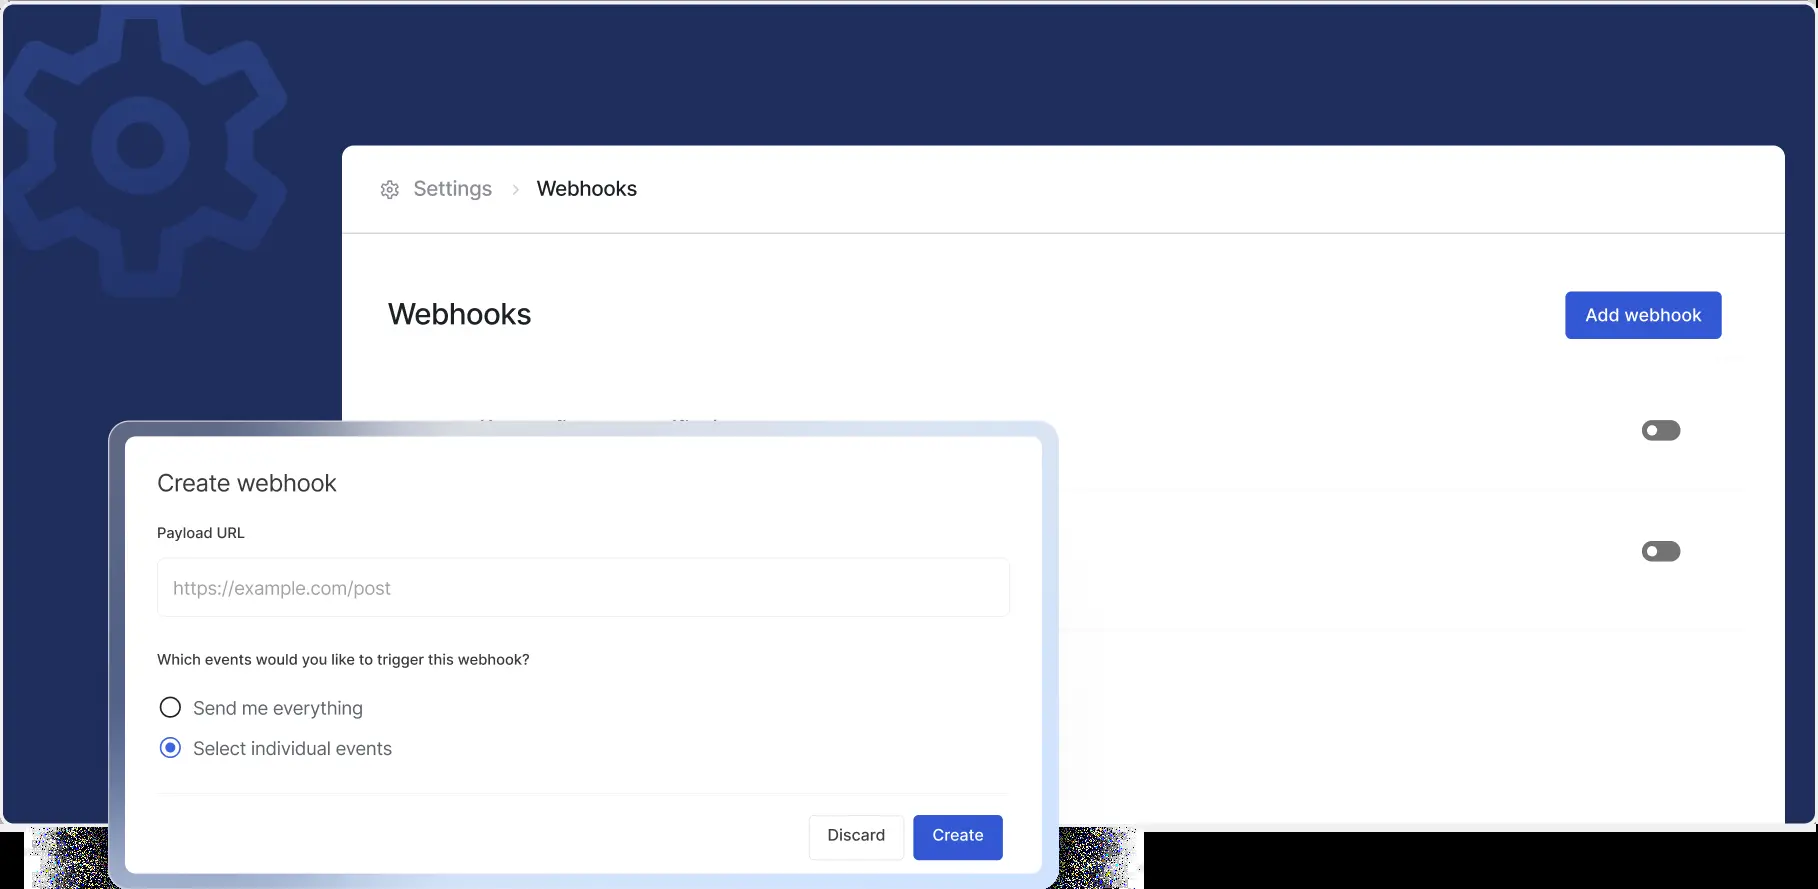 Settings > Webhooks
Webhooks
Add webhook
Create webhook
Payload URL
https://example.com/post
Which events would you like to trigger this webhook?
Send me everything
Select individual events
Discard
Create